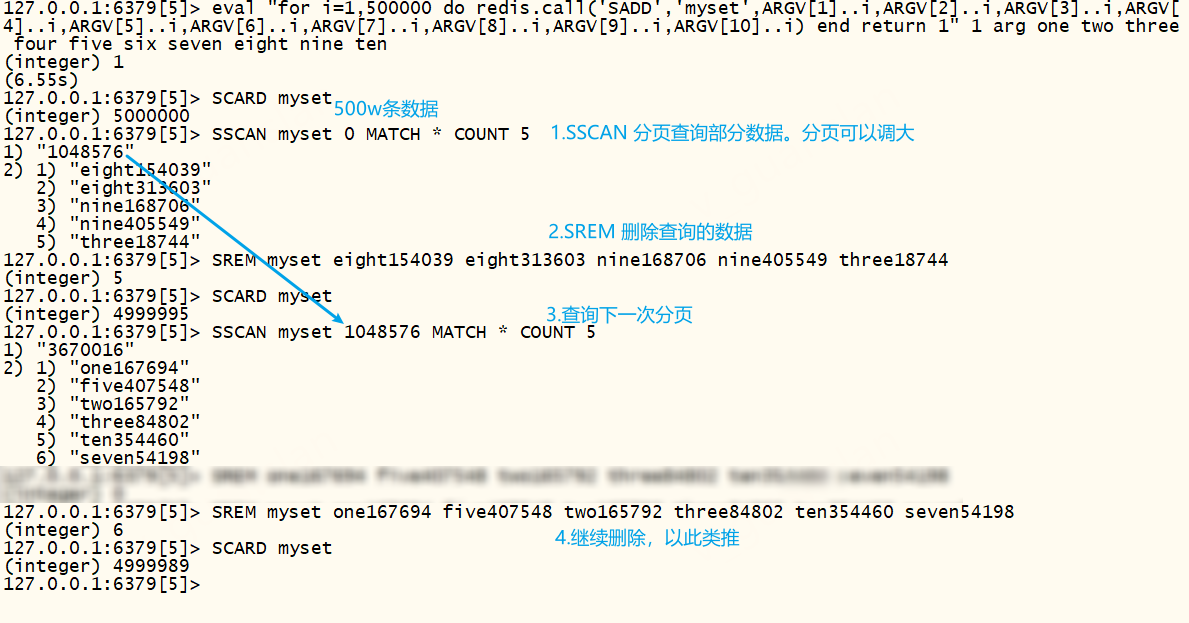 127.0.0.1:6379[5]> eval "for i=1,500000 do redis.call('SADD','myset',ARGV[1]..i,ARGV[2]..i,ARGV[3]..i,ARGV[
4]..i,ARGV[5]..i,ARGV[6]..i,ARGV[7]..i,ARGV[8]..i,ARGV[9]..i,ARGV[10]..i) end return 1" 1 arg one two three
four five six seven eight nine ten
(integer) 1
(6.55s)
127.0.0.1:6379[5]> SCARD myset
500w条数据
(integer) 5000000
127.0.0.1:6379[5]> SSCAN myset 0 MATCH * COUNT 5 1.SSCAN 分页查询部分数据。分页可以调大
1) "1048576"
2) 1) "eight154039"
2) "eight313603"
3) "nine168706"
4) "nine405549"
5) "three18744"
2.SREM 删除查询的数据
127.0.0.1:6379[5]> SREM myset eight154039 eight313603 nine168706 nine405549 three18744
(integer) 5
127.0.0.1:6379[5]> SCARD myset
(integer) 4999995
3.查询下一次分页
127.0.0.1:6379[5]> SSCAN myset 1048576 MATCH * COUNT 5
1) "3670016"
2) 1) "one167694"
2) "five407548"
3) "two165792"
4) "three84802"
5) "ten354460"
6) "seven54198"
127.0.0.1:6379[5]> SREM myset one167694 five407548 two165792 three84802 ten354460 seven54198
(integer) 6
4.继续删除，以此类推
127.0.0.1:6379[5]> SCARD myset
(integer) 4999989
127.0.0.1:6379[5]>